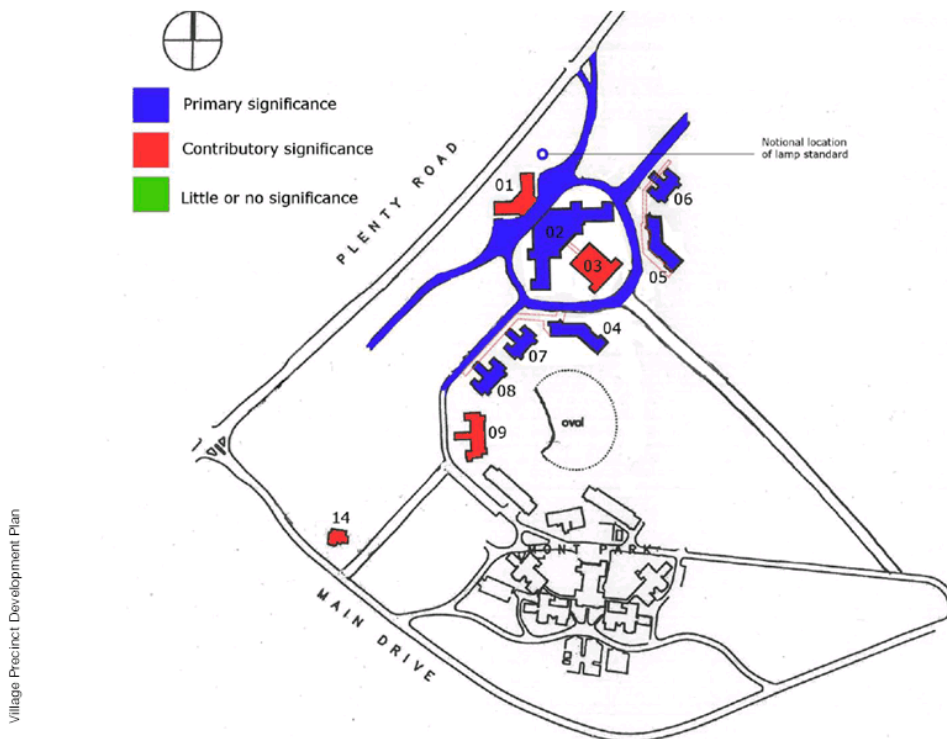 Primary significance
Contributory significance
Little or no significance
PLENTY ROAD
Notional location
of lamp standard
01
02
03
04
05
06
07
08
09
oval
14
MONT PARK
MAIN DRIVE
Village Precinct Development Plan